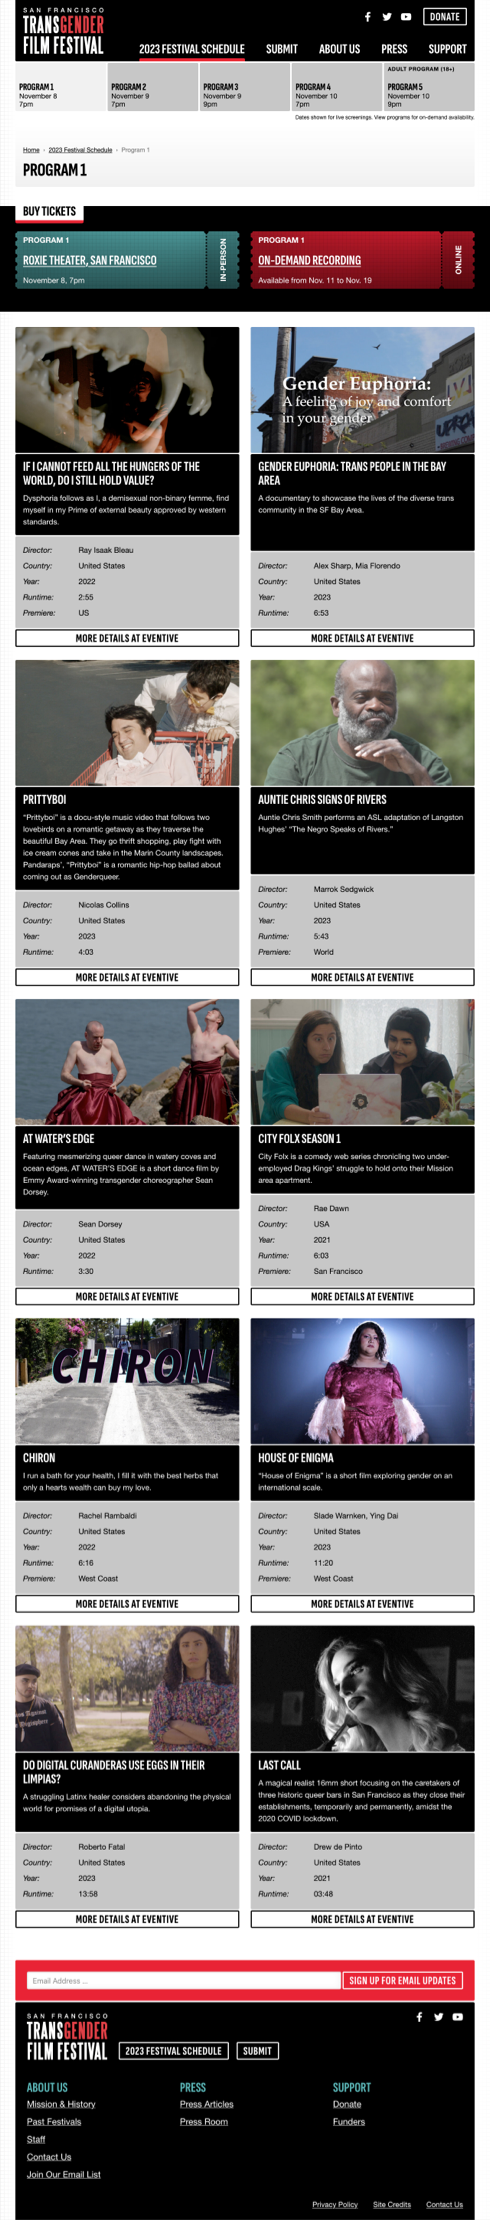 SAN FRANCISCO
TRANSGENDER
FILM FESTIVAL
DONATE
2023 FESTIVAL SCHEDULE
SUBMIT
ABOUT US
PRESS
SUPPORT
PROGRAM 1
November 8
7pm
PROGRAM 2
November 9
7pm
PROGRAM 3
November 9
9pm
PROGRAM 4
November 10
7pm
ADULT PROGRAM (18+)
PROGRAM 5
November 10
9pm
Dates shown for live screenings. View programs for on-demand availability.
Home › 2023 Festival Schedule › Program 1
PROGRAM 1
BUY TICKETS
PROGRAM 1
ROXIE THEATER, SAN FRANCISCO
November 8, 7pm
IN-PERSON
PROGRAM 1
ON-DEMAND RECORDING
Available from Nov. 11 to Nov. 19
ONLINE
IF I CANNOT FEED ALL THE HUNGERS OF THE
WORLD, DO I STILL HOLD VALUE?
Dysphoria follows as I, a demisexual non-binary femme, find
myself in my Prime of external beauty approved by western
standards.
Director: Ray Isaak Bleau
Country: United States
Year: 2022
Runtime: 2:55
Premiere: US
MORE DETAILS AT EVENTIVE
Gender Euphoria:
A feeling of joy and comfort
in your gender
GENDER EUPHORIA: TRANS PEOPLE IN THE BAY
AREA
A documentary to showcase the lives of the diverse trans
community in the SF Bay Area.
Director: Alex Sharp, Mia Florendo
Country: United States
Year: 2023
Runtime: 6:53
MORE DETAILS AT EVENTIVE
PRITTYBOI
“Prittyboi” is a docu-style music video that follows two
lovebirds on a romantic getaway as they traverse the
beautiful Bay Area. They go thrift shopping, play fight with
ice cream cones and take in the Marin County landscapes.
Pandaraps’, “Prittyboi” is a romantic hip-hop ballad about
coming out as Genderqueer.
Director: Nicolas Collins
Country: United States
Year: 2023
Runtime: 4:03
MORE DETAILS AT EVENTIVE
AUNTIE CHRIS SIGNS OF RIVERS
Auntie Chris Smith performs an ASL adaptation of Langston
Hughes’ “The Negro Speaks of Rivers.”
Director: Marrok Sedgwick
Country: United States
Year: 2023
Runtime: 5:43
Premiere: World
MORE DETAILS AT EVENTIVE
AT WATER’S EDGE
Featuring mesmerizing queer dance in watery coves and
ocean edges, AT WATER’S EDGE is a short dance film by
Emmy Award-winning transgender choreographer Sean
Dorsey.
Director: Sean Dorsey
Country: United States
Year: 2022
Runtime: 3:30
MORE DETAILS AT EVENTIVE
CITY FOLX SEASON 1
City Folx is a comedy web series chronicling two under-
employed Drag Kings’ struggle to hold onto their Mission
area apartment.
Director: Rae Dawn
Country: USA
Year: 2021
Runtime: 6:03
Premiere: San Francisco
MORE DETAILS AT EVENTIVE
CHIRON
CHIRON
I run a bath for your health, I fill it with the best herbs that
only a hearts wealth can buy my love.
Director: Rachel Rambaldi
Country: United States
Year: 2022
Runtime: 6:16
Premiere: West Coast
MORE DETAILS AT EVENTIVE
HOUSE OF ENIGMA
“House of Enigma” is a short film exploring gender on an
international scale.
Director: Slade Warnken, Ying Dai
Country: United States
Year: 2023
Runtime: 11:20
Premiere: West Coast
MORE DETAILS AT EVENTIVE
DO DIGITAL CURANDERAS USE EGGS IN THEIR
LIMPIAS?
A struggling Latinx healer considers abandoning the physical
world for promises of a digital utopia.
Director: Roberto Fatal
Country: United States
Year: 2023
Runtime: 13:58
MORE DETAILS AT EVENTIVE
LAST CALL
A magical realist 16mm short focusing on the caretakers of
three historic queer bars in San Francisco as they close their
establishments, temporarily and permanently, amidst the
2020 COVID lockdown.
Director: Drew de Pinto
Country: United States
Year: 2021
Runtime: 03:48
MORE DETAILS AT EVENTIVE
Email Address ...
SIGN UP FOR EMAIL UPDATES
SAN FRANCISCO
TRANSGENDER
FILM FESTIVAL
2023 FESTIVAL SCHEDULE
SUBMIT
ABOUT US
Mission & History
Past Festivals
Staff
Contact Us
Join Our Email List
PRESS
Press Articles
Press Room
SUPPORT
Donate
Funders
Privacy Policy
Site Credits
Contact Us